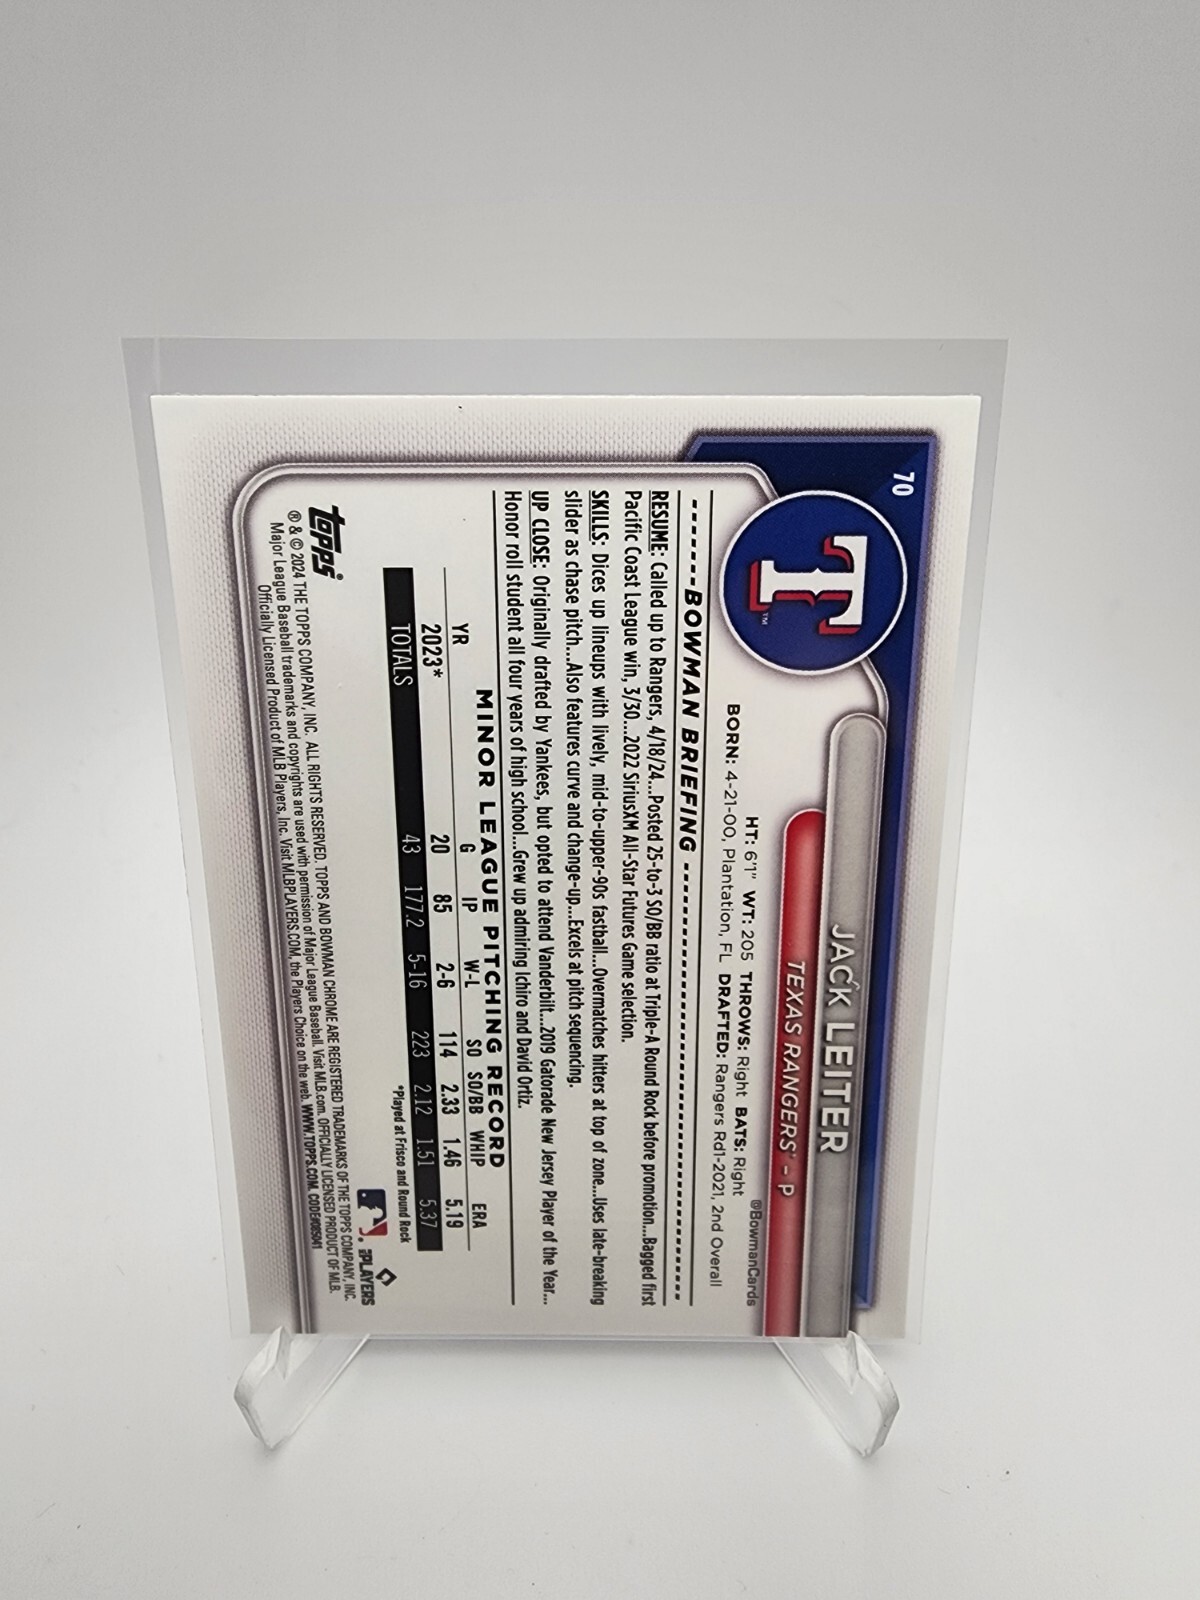 70
T™
JACK LEITER
TEXAS RANGERS® - P
@BowmanCards
HT: 6'1" WT: 205 THROWS: Right BATS: Right
BORN: 4-21-00, Plantation, FL DRAFTED: Rangers Rd1-2021, 2nd Overall
BOWMAN BRIEFING
RESUME: Called up to Rangers, 4/18/24...Posted 25-to-3 SO/BB ratio at Triple-A Round Rock before promotion...Bagged first
Pacific Coast League win, 3/30...2022 SiriusXM All-Star Futures Game selection.
SKILLS: Dices up lineups with lively, mid-to-upper-90s fastball...Overmatches hitters at top of zone...Uses late-breaking
slider as chase pitch...Also features curve and change-up...Excels at pitch sequencing.
UP CLOSE: Originally drafted by Yankees, but opted to attend Vanderbilt...2019 Gatorade New Jersey Player of the Year...
Honor roll student all four years of high school...Grew up admiring Ichiro and David Ortiz.
MINOR LEAGUE PITCHING RECORD
YR G IP W-L SO SO/BB WHIP ERA
2023* 20 85 2-6 114 2.33 1.46 5.19
TOTALS 43 177.2 5-16 223 2.12 1.51 5.37
*Played at Frisco and Round Rock
topps®
MLB PLAYERS
® & © 2024 THE TOPPS COMPANY, INC. ALL RIGHTS RESERVED. TOPPS AND BOWMAN CHROME ARE REGISTERED TRADEMARKS OF THE TOPPS COMPANY, INC.
Major League Baseball trademarks and copyrights are used with permission of Major League Baseball. Visit MLB.com. OFFICIALLY LICENSED PRODUCT OF MLB.
Officially Licensed Product of MLB Players, Inc. Visit MLBPLAYERS.COM, the Players Choice on the web. WWW.TOPPS.COM. CODE#085041